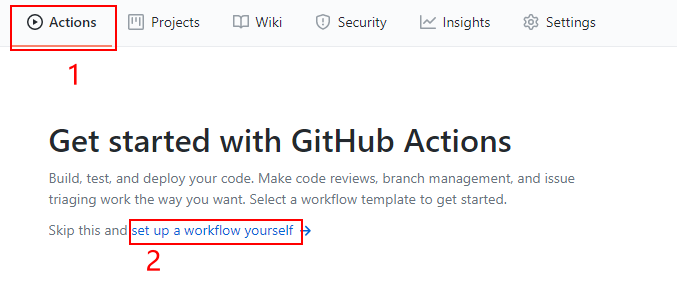 Actions Projects Wiki Security Insights Settings
1
Get started with GitHub Actions
Build, test, and deploy your code. Make code reviews, branch management, and issue
triaging work the way you want. Select a workflow template to get started.
Skip this and set up a workflow yourself →
2